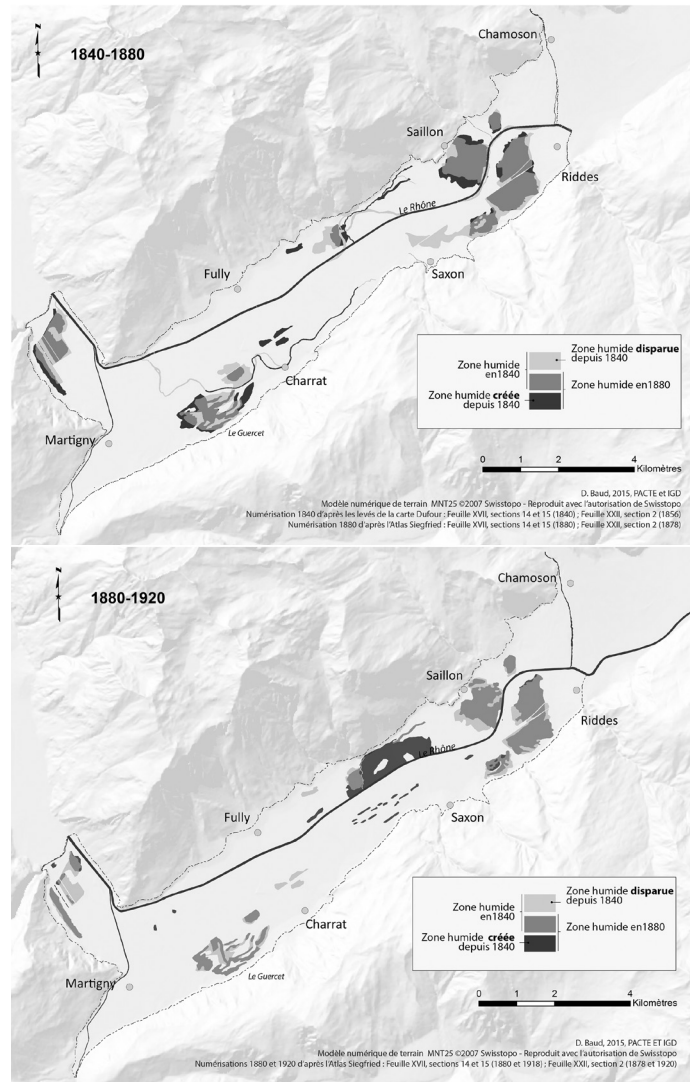 1840-1880
Chamoson
Saillon
Riddes
Le Rhône
Fully
Saxon
Charrat
Martigny
Le Guercet
Zone humide disparue
depuis 1840
Zone humide
en1840
Zone humide en1880
Zone humide créée
depuis 1840
0 1 2 4
Kilomètres
D. Baud, 2015, PACTE et IGD
Modèle numérique de terrain MNT25 ©2007 Swisstopo - Reproduit avec l'autorisation de Swisstopo
Numérisation 1840 d'après les levés de la carte Dufour : Feuille XVII, sections 14 et 15 (1840) ; Feuille XXII, section 2 (1856)
Numérisation 1880 d'après l'Atlas Siegfried : Feuille XVII, sections 14 et 15 (1880) ; Feuille XXII, section 2 (1878)
1880-1920
Chamoson
Saillon
Riddes
Le Rhône
Fully
Saxon
Charrat
Martigny
Le Guercet
Zone humide disparue
depuis 1840
Zone humide
en1840
Zone humide en1880
Zone humide créée
depuis 1840
0 1 2 4
Kilomètres
D. Baud, 2015, PACTE et IGD
Modèle numérique de terrain MNT25 ©2007 Swisstopo - Reproduit avec l'autorisation de Swisstopo
Numérisations 1880 et 1920 d'après l'Atlas Siegfried : Feuille XVII, sections 14 et 15 (1880 et 1918) ; Feuille XXII, section 2 (1878 et 1920)